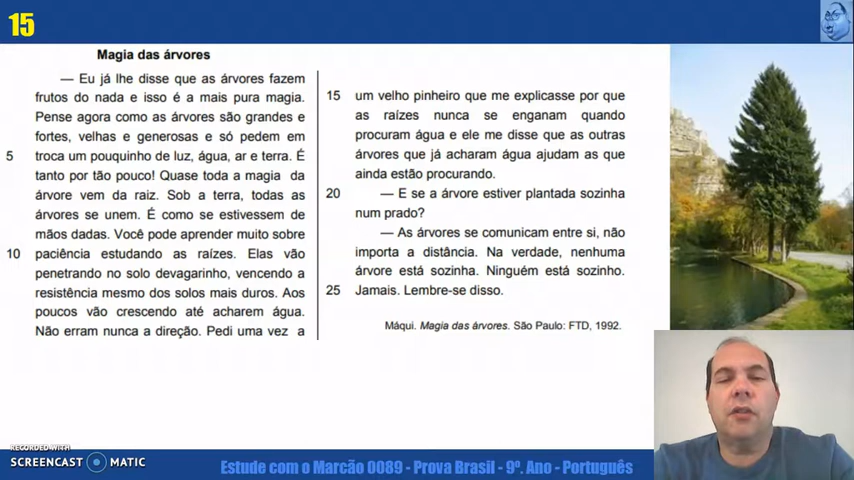 15
Magia das árvores
— Eu já lhe disse que as árvores fazem
frutos do nada e isso é a mais pura magia.
Pense agora como as árvores são grandes e
fortes, velhas e generosas e só pedem em
5 troca um pouquinho de luz, água, ar e terra. É
tanto por tão pouco! Quase toda a magia da
árvore vem da raiz. Sob a terra, todas as
árvores se unem. É como se estivessem de
mãos dadas. Você pode aprender muito sobre
10 paciência estudando as raízes. Elas vão
penetrando no solo devagarinho, vencendo a
resistência mesmo dos solos mais duros. Aos
poucos vão crescendo até acharem água.
Não erram nunca a direção. Pedi uma vez a
15 um velho pinheiro que me explicasse por que
as raízes nunca se enganam quando
procuram água e ele me disse que as outras
árvores que já acharam água ajudam as que
ainda estão procurando.
20 — E se a árvore estiver plantada sozinha
num prado?
— As árvores se comunicam entre si, não
importa a distância. Na verdade, nenhuma
árvore está sozinha. Ninguém está sozinho.
25 Jamais. Lembre-se disso.
Máqui. Magia das árvores. São Paulo: FTD, 1992.
RECORDED WITH
SCREENCAST MATIC
Estude com o Marcão 0089 - Prova Brasil - 9º. Ano - Português